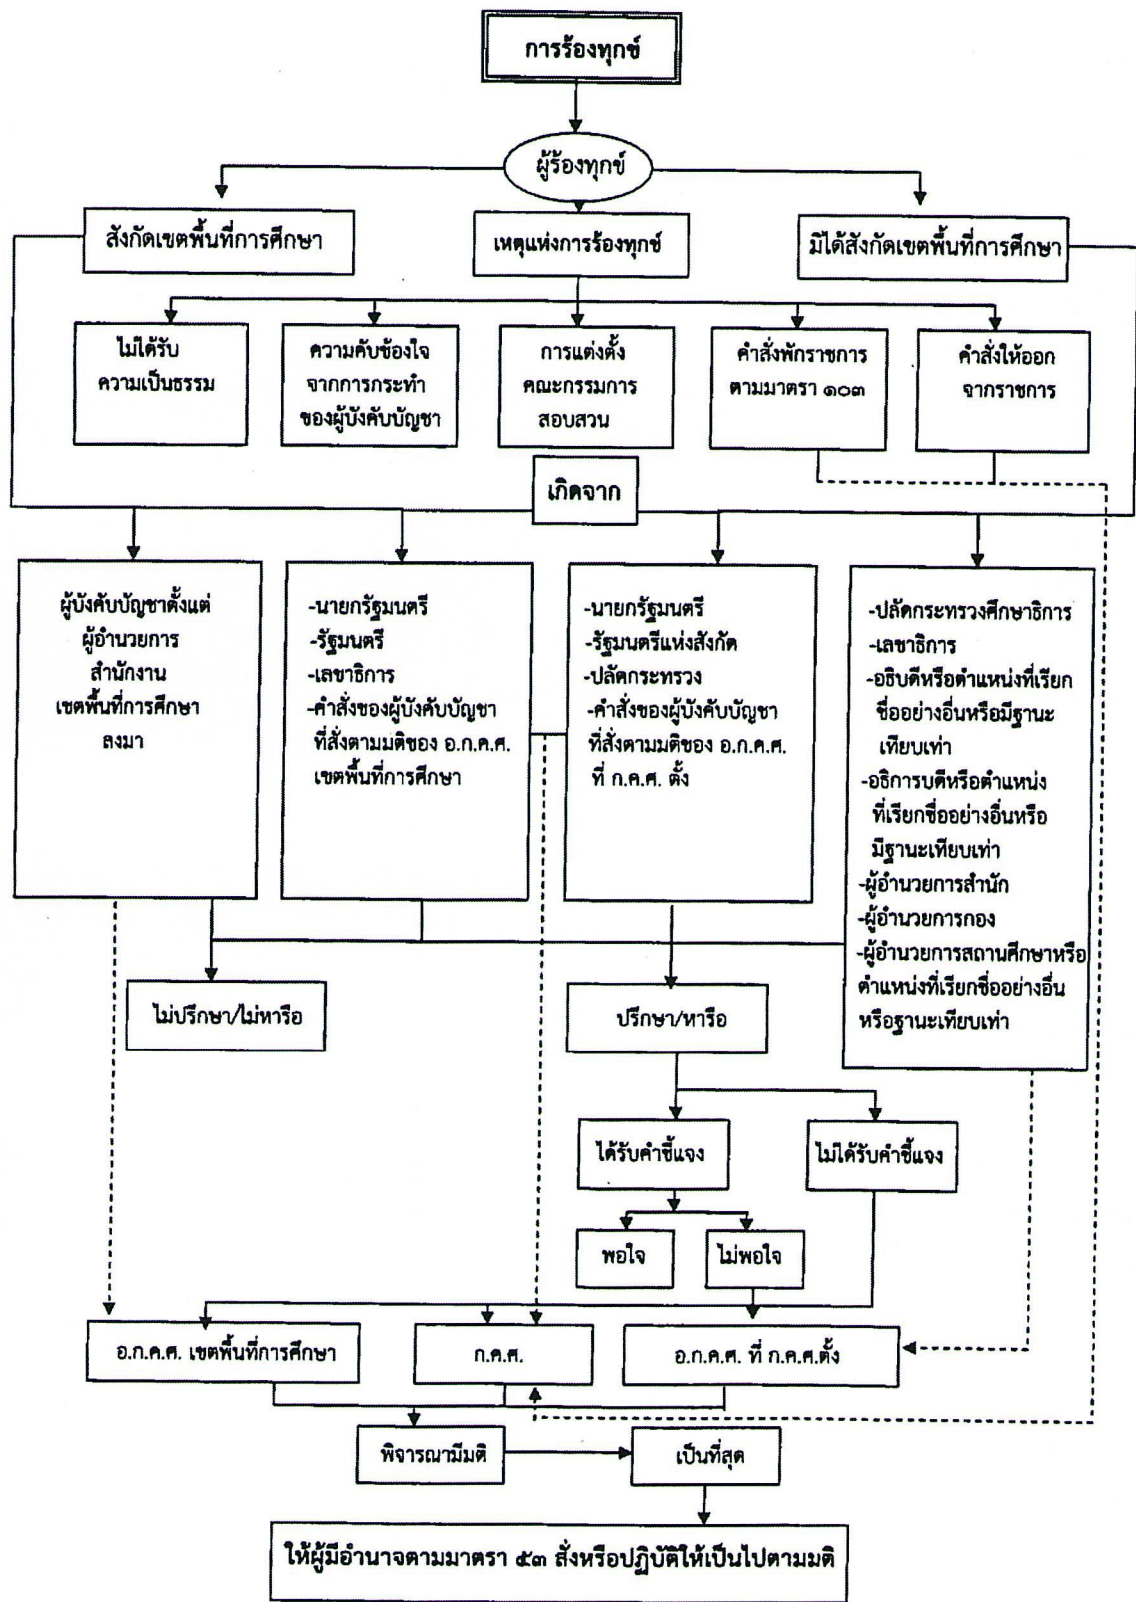 การร้องทุกข์
ผู้ร้องทุกข์
สังกัดเขตพื้นที่การศึกษา
เหตุแห่งการร้องทุกข์
มิได้สังกัดเขตพื้นที่การศึกษา
ไม่ได้รับ
ความเป็นธรรม
ความคับข้องใจ
จากการกระทำ
ของผู้บังคับบัญชา
การแต่งตั้ง
คณะกรรมการ
สอบสวน
คำสั่งพักราชการ
ตามมาตรา ๑๐๓
คำสั่งให้ออก
จากราชการ
เกิดจาก
ผู้บังคับบัญชาตั้งแต่
ผู้อำนวยการ
สำนักงาน
เขตพื้นที่การศึกษา
ลงมา
-นายกรัฐมนตรี
-รัฐมนตรี
-เลขาธิการ
-คำสั่งของผู้บังคับบัญชา
ที่สั่งตามมติของ อ.ก.ค.ศ.
เขตพื้นที่การศึกษา
-นายกรัฐมนตรี
-รัฐมนตรีแห่งสังกัด
-ปลัดกระทรวง
-คำสั่งของผู้บังคับบัญชา
ที่สั่งตามมติของ อ.ก.ค.ศ.
ที่ ก.ค.ศ. ตั้ง
-ปลัดกระทรวงศึกษาธิการ
-เลขาธิการ
-อธิบดีหรือตำแหน่งที่เรียก
ชื่ออย่างอื่นหรือมีฐานะ
เทียบเท่า
-อธิการบดีหรือตำแหน่ง
ที่เรียกชื่ออย่างอื่นหรือ
มีฐานะเทียบเท่า
-ผู้อำนวยการสำนัก
-ผู้อำนวยการกอง
-ผู้อำนวยการสถานศึกษาหรือ
ตำแหน่งที่เรียกชื่ออย่างอื่น
หรือฐานะเทียบเท่า
ไม่ปรึกษา/ไม่หารือ
ปรึกษา/หารือ
ได้รับคำชี้แจง
ไม่ได้รับคำชี้แจง
พอใจ
ไม่พอใจ
อ.ก.ค.ศ. เขตพื้นที่การศึกษา
ก.ค.ศ.
อ.ก.ค.ศ. ที่ ก.ค.ศ.ตั้ง
พิจารณามีมติ
เป็นที่สุด
ให้ผู้มีอำนาจตามมาตรา ๕๓ สั่งหรือปฏิบัติให้เป็นไปตามมติ